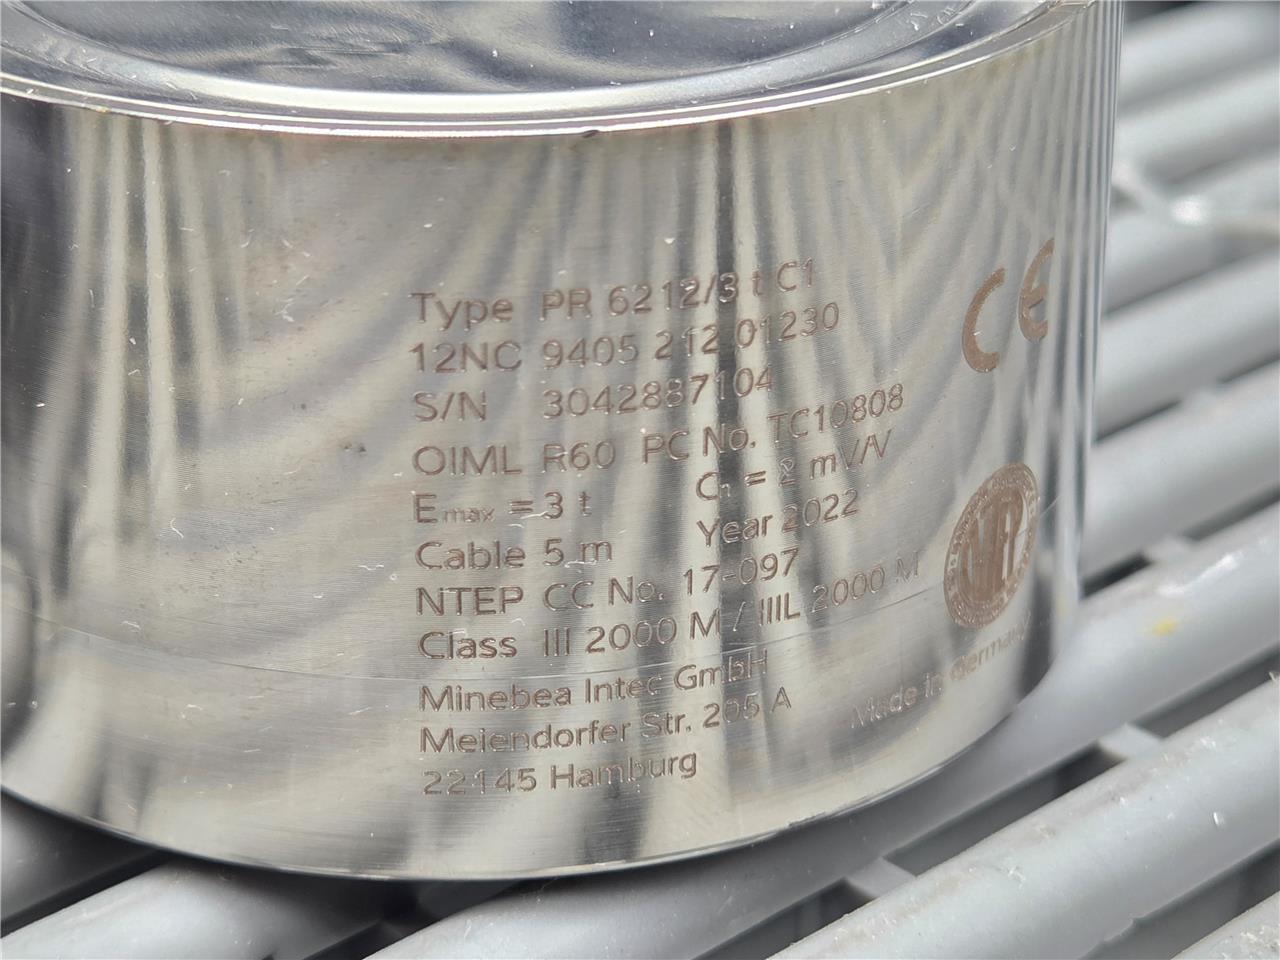 Type PR 6212/3 t C1
12NC 9405 212 01230
S/N 3042887104
OIML R60 PC No. TC10808
Emax = 3 t Cn = 2 mV/V
Cable 5 m Year 2022
NTEP CC No. 17-097
Class III 2000 M / IIIL 2000 M
Minebea Intec GmbH
Meiendorfer Str. 205 A
22145 Hamburg
Made in Germany
CE
NTEP